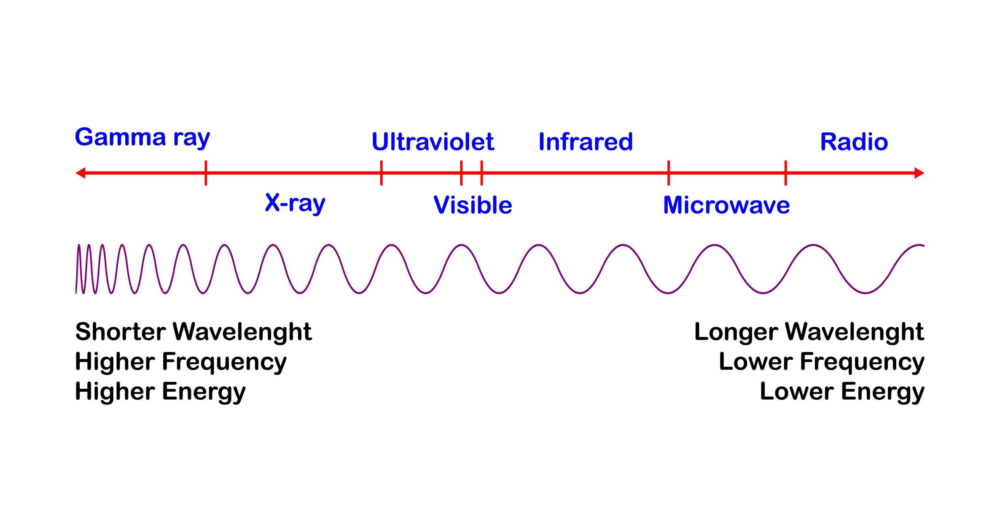 Gamma ray
Ultraviolet
Infrared
Radio
X-ray
Visible
Microwave
Shorter Wavelenght
Higher Frequency
Higher Energy
Longer Wavelenght
Lower Frequency
Lower Energy